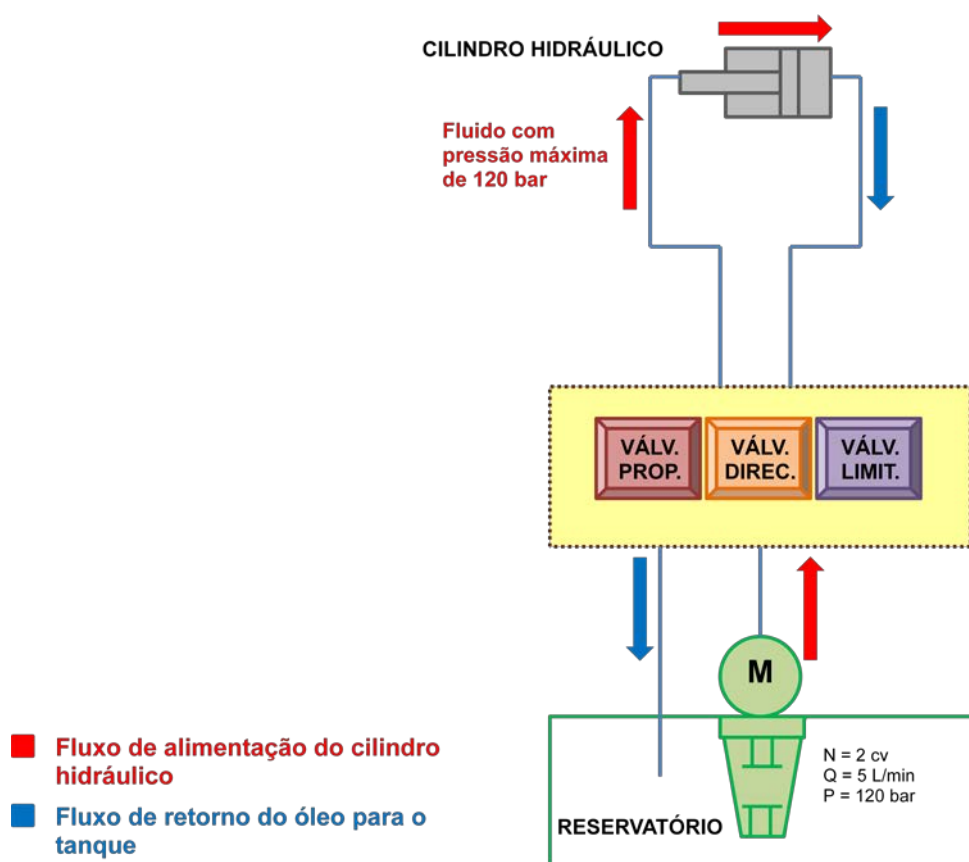 CILINDRO HIDRÁULICO
Fluido com
pressão máxima
de 120 bar
VÁLV.
PROP.
VÁLV.
DIREC.
VÁLV.
LIMIT.
M
N = 2 cv
Q = 5 L/min
P = 120 bar
RESERVATÓRIO
Fluxo de alimentação do cilindro
hidráulico
Fluxo de retorno do óleo para o
tanque